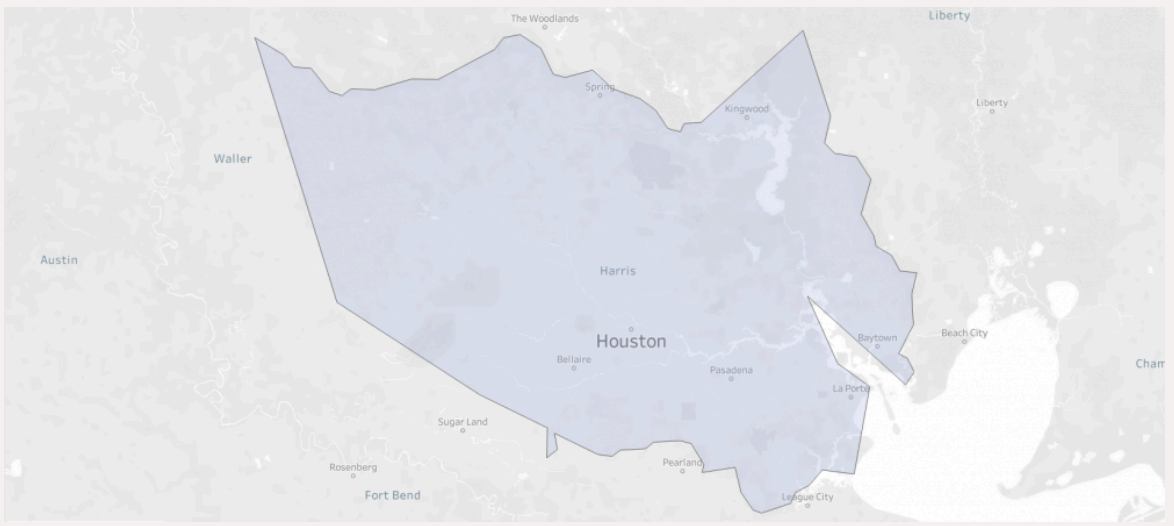 The Woodlands
Liberty
Spring
Kingwood
Liberty
Waller
Austin
Harris
Houston
Baytown
Beach City
Bellaire
Pasadena
Cham
La Porte
Sugar Land
Pearland
Rosenberg
Fort Bend
League City